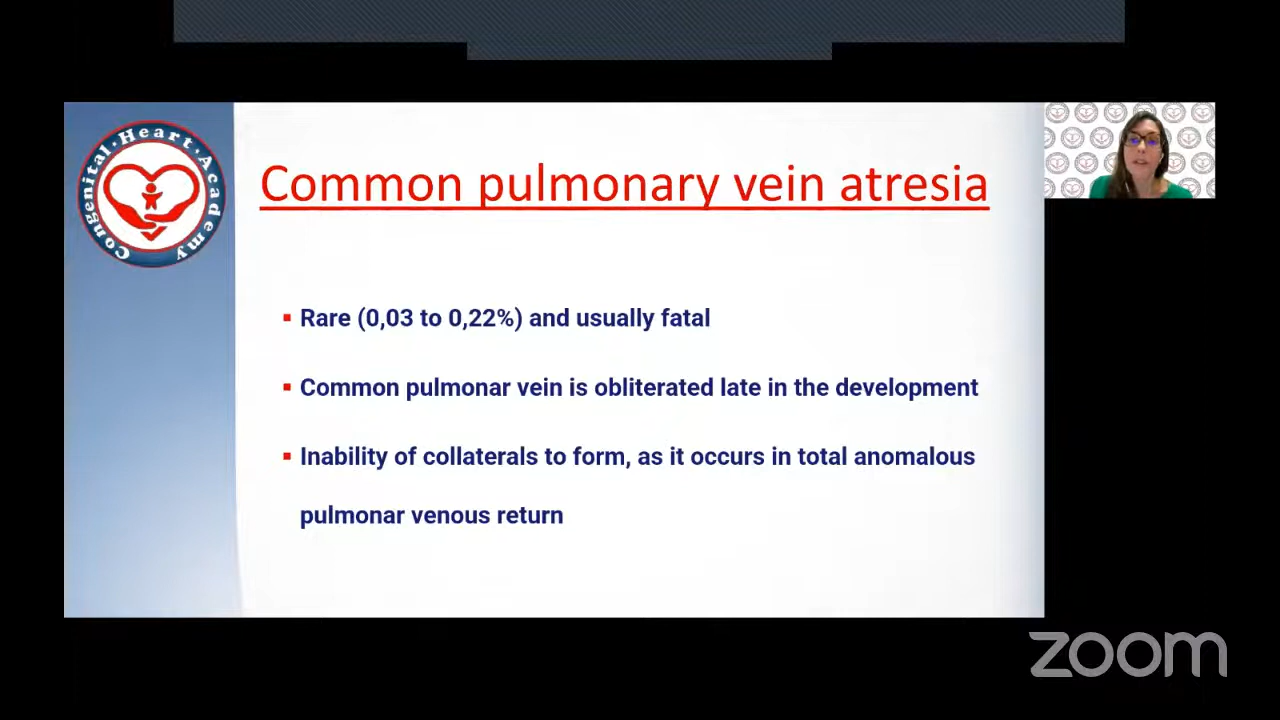 Congenital·Heart·Academy
Common pulmonary vein atresia
Rare (0,03 to 0,22%) and usually fatal
Common pulmonar vein is obliterated late in the development
Inability of collaterals to form, as it occurs in total anomalous
pulmonar venous return
zoom